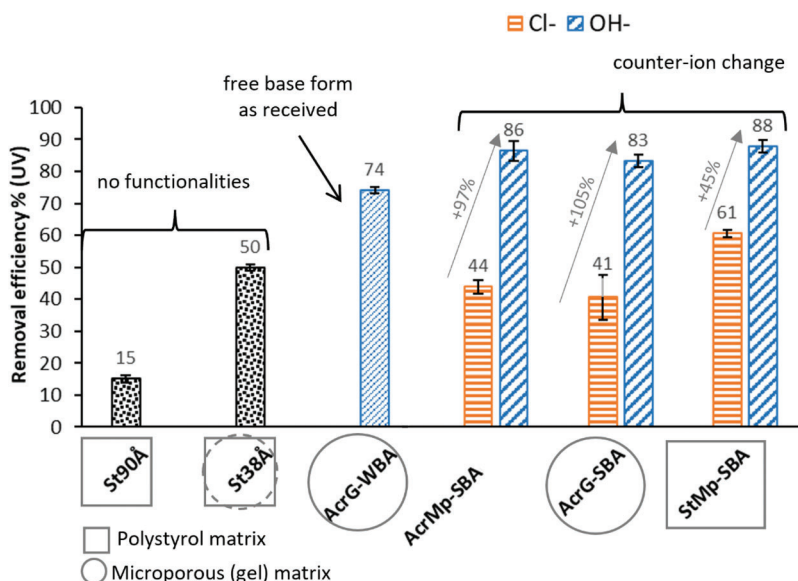 Cl- OH-
counter-ion change
free base form
as received
no functionalities
Removal efficiency % (UV)
100
90
80
70
60
50
40
30
20
10
0
15
50
74
44
+97%
86
41
+105%
83
61
+45%
88
St90Å
St38Å
AcrG-WBA
AcrMp-SBA
AcrG-SBA
StMp-SBA
Polystyrol matrix
Microporous (gel) matrix